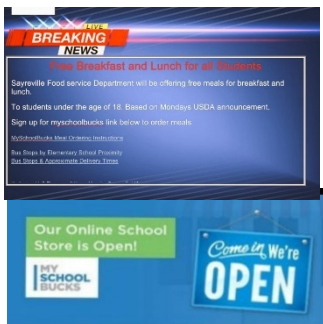 LIVE
BREAKING
NEWS
Free Breakfast and Lunch for all Students
Sayreville Food service Department will be offering free meals for breakfast and
lunch.
To students under the age of 18. Based on Mondays USDA announcement.
Sign up for myschoolbucks link below to order meals.
MySchoolBucks Meal Ordering Instructions
Bus Stops by Elementary School Proximity
Bus Stops & Approximate Delivery Times
Our Online School
Store is Open!
MY
SCHOOL
BUCKS
Come in We're
OPEN